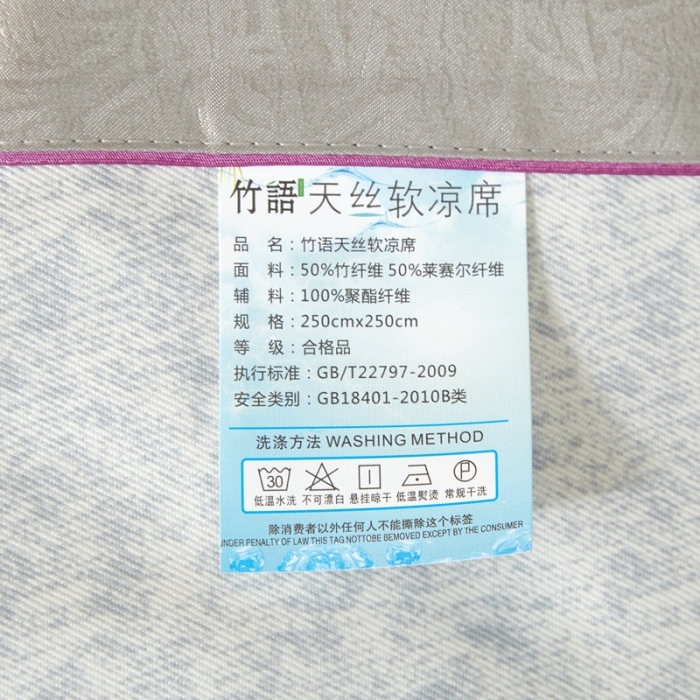 竹語 天丝软凉席
品 名：竹语天丝软凉席
面 料：50%竹纤维 50%莱赛尔纤维
辅 料：100%聚酯纤维
规 格：250cmx250cm
等 级：合格品
执行标准：GB/T22797-2009
安全类别：GB18401-2010B类
洗涤方法 WASHING METHOD
30 P
低温水洗 不可漂白 悬挂晾干 低温熨烫 常规干洗
除消费者以外任何人不能撕除这个标签
UNDER PENALTY OF LAW THIS TAG NOTTOBE BEMOVED EXCEPT BY THE CONSUMER